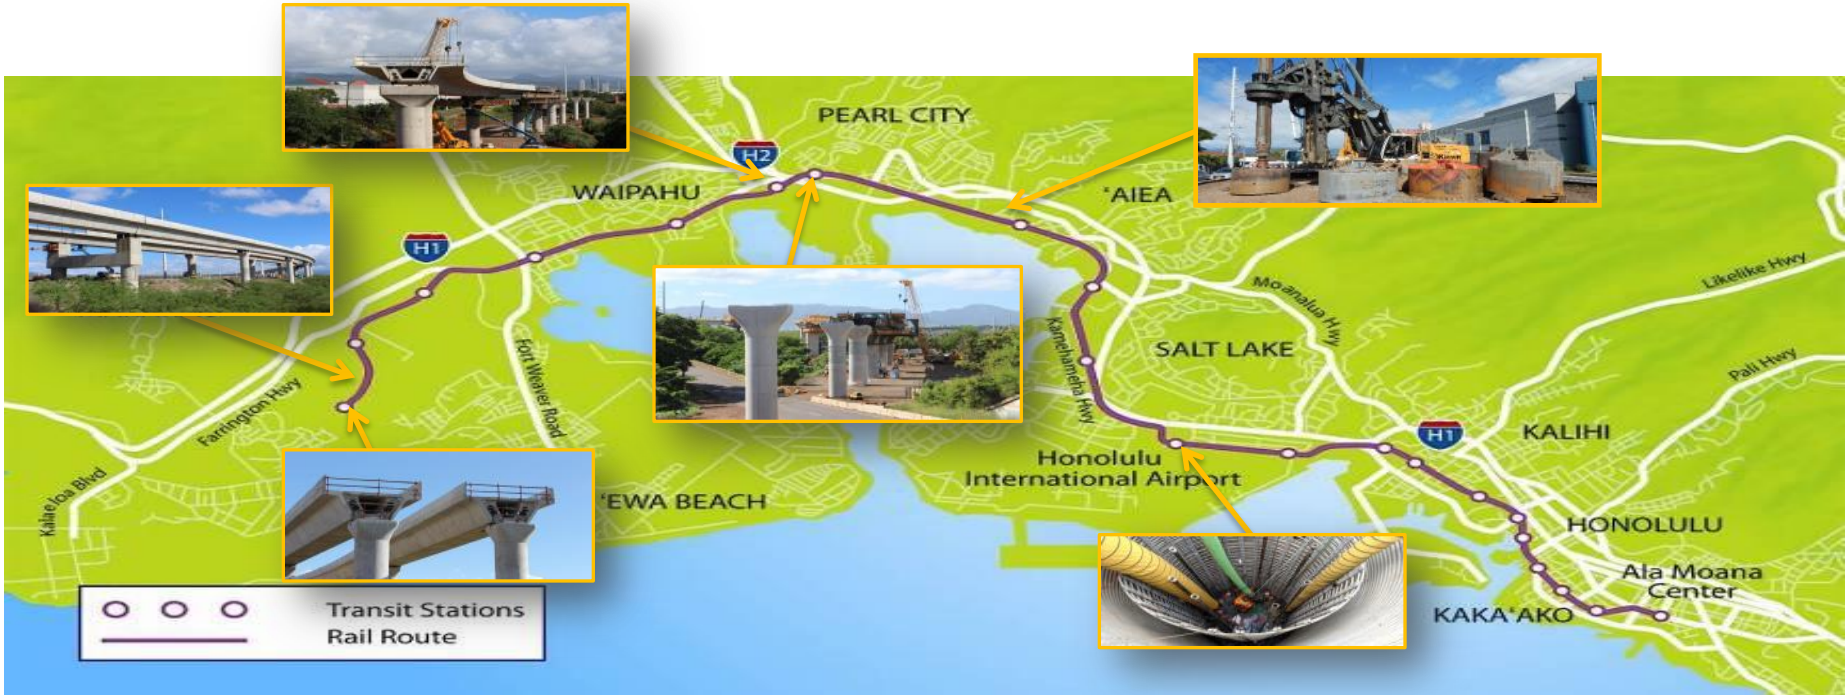 PEARL CITY
H2
WAIPAHU
‘AIEA
H1
Moanalua Hwy
Likelike Hwy
Fort Weaver Road
Kamehameha Hwy
SALT LAKE
Pali Hwy
Farrington Hwy
H1
KALIHI
Honolulu
International Airport
Kalaeloa Blvd
‘EWA BEACH
HONOLULU
Ala Moana
Center
KAKA‘AKO
Transit Stations
Rail Route